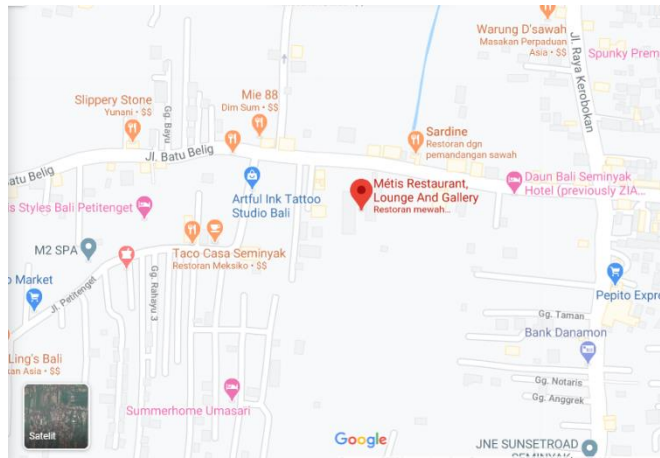 Warung D'sawah
Masakan Perpaduan
Asia • $$
Jl. Raya Kerobokan
Spunky Prem
Slippery Stone
Yunani • $$
Gg. Bayu
Mie 88
Dim Sum • $$
Sardine
Restoran dgn
pemandangan sawah
Jl. Batu Belig
atu Belig
Artful Ink Tattoo
Studio Bali
Métis Restaurant,
Lounge And Gallery
Restoran mewah...
Daun Bali Seminyak
Hotel (previously ZIA...
s Styles Bali Petitenget
M2 SPA
Taco Casa Seminyak
Restoran Meksiko • $$
o Market
Jl. Petitenget
Gg. Rahayu 3
Pepito Expre
Gg. Taman
Bank Danamon
Ling's Bali
kan Asia • $$
Gg. Notaris
Gg. Anggrek
Summerhome Umasari
Satelit
Google
JNE SUNSETROAD
SEMINYAK